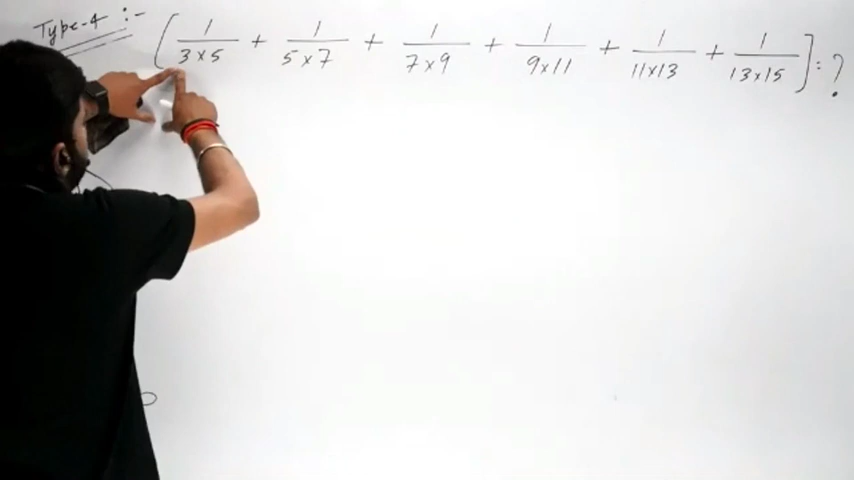 Type-4 :-
[ 1/(3×5) + 1/(5×7) + 1/(7×9) + 1/(9×11) + 1/(11×13) + 1/(13×15) ] = ?